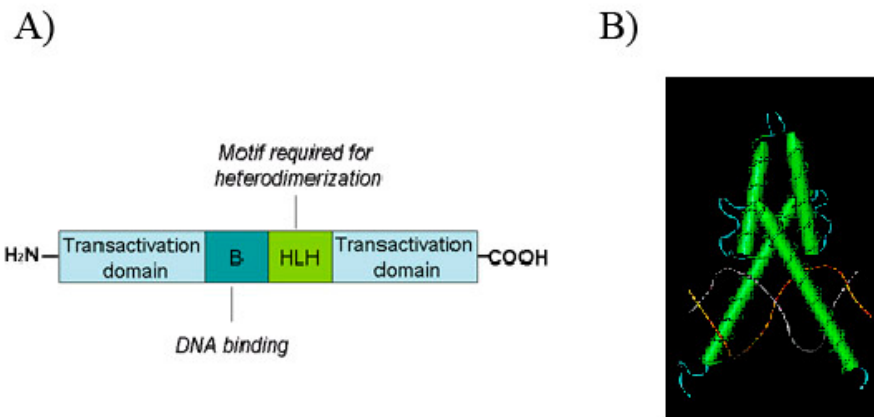 A)
B)
Motif required for
heterodimerization
H₂N
Transactivation
domain
B
HLH
Transactivation
domain
COOH
DNA binding